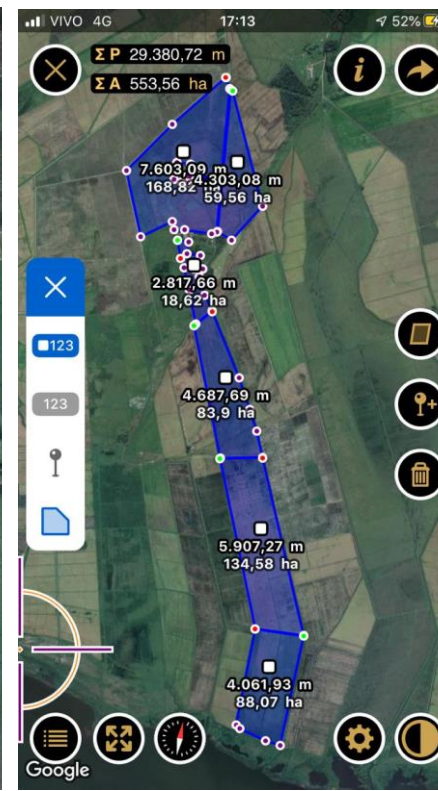 VIVO 4G
17:13
52%
Σ P 29.380,72 m
Σ A 553,56 ha
i
7.603,09 m
168,82 ha
4.303,08 m
59,56 ha
2.817,66 m
18,62 ha
123
123
4.687,69 m
83,9 ha
5.907,27 m
134,58 ha
4.061,93 m
88,07 ha
Google